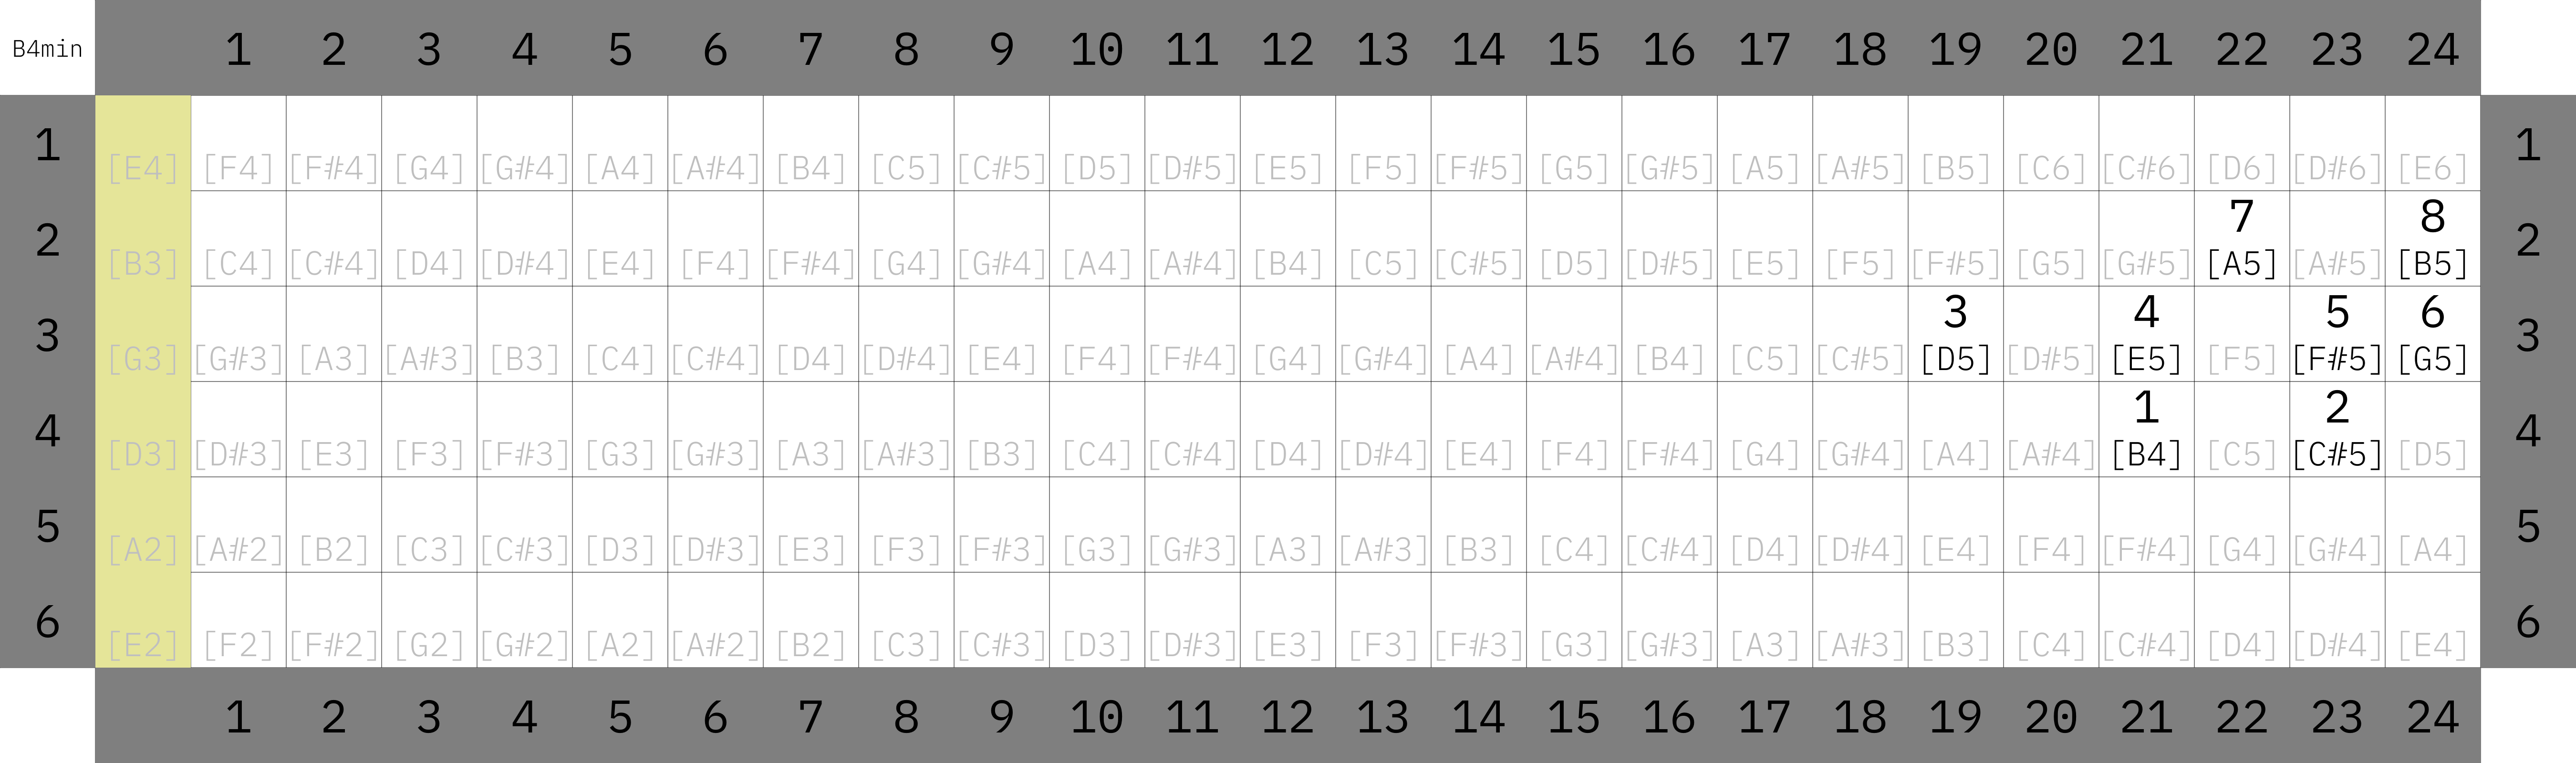 B4min 1 2 3 4 5 6 7 8 9 10 11 12 13 14 15 16 17 18 19 20 21 22 23 24
1 [E4] [F4] [F#4] [G4] [G#4] [A4] [A#4] [B4] [C5] [C#5] [D5] [D#5] [E5] [F5] [F#5] [G5] [G#5] [A5] [A#5] [B5] [C6] [C#6] [D6] [D#6] [E6] 1
7 8
2 [B3] [C4] [C#4] [D4] [D#4] [E4] [F4] [F#4] [G4] [G#4] [A4] [A#4] [B4] [C5] [C#5] [D5] [D#5] [E5] [F5] [F#5] [G5] [G#5] [A5] [A#5] [B5] 2
3 4 5 6
3 [G3] [G#3] [A3] [A#3] [B3] [C4] [C#4] [D4] [D#4] [E4] [F4] [F#4] [G4] [G#4] [A4] [A#4] [B4] [C5] [C#5] [D5] [D#5] [E5] [F5] [F#5] [G5] 3
1 2
4 [D3] [D#3] [E3] [F3] [F#3] [G3] [G#3] [A3] [A#3] [B3] [C4] [C#4] [D4] [D#4] [E4] [F4] [F#4] [G4] [G#4] [A4] [A#4] [B4] [C5] [C#5] [D5] 4
5 [A2] [A#2] [B2] [C3] [C#3] [D3] [D#3] [E3] [F3] [F#3] [G3] [G#3] [A3] [A#3] [B3] [C4] [C#4] [D4] [D#4] [E4] [F4] [F#4] [G4] [G#4] [A4] 5
6 [E2] [F2] [F#2] [G2] [G#2] [A2] [A#2] [B2] [C3] [C#3] [D3] [D#3] [E3] [F3] [F#3] [G3] [G#3] [A3] [A#3] [B3] [C4] [C#4] [D4] [D#4] [E4] 6
1 2 3 4 5 6 7 8 9 10 11 12 13 14 15 16 17 18 19 20 21 22 23 24